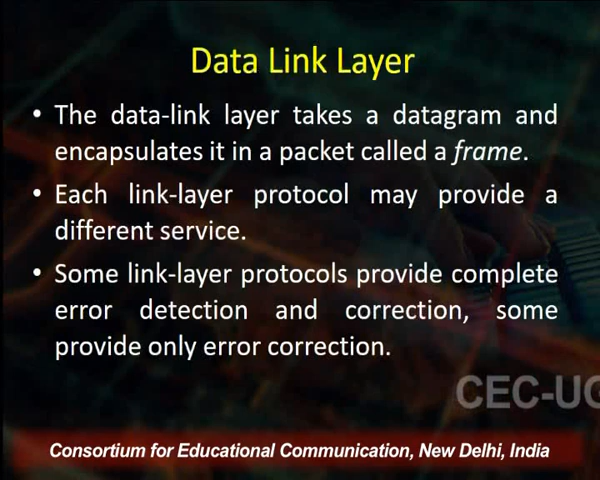 Data Link Layer
• The data-link layer takes a datagram and
encapsulates it in a packet called a frame.
• Each link-layer protocol may provide a
different service.
• Some link-layer protocols provide complete
error detection and correction, some
provide only error correction.
CEC-UG
Consortium for Educational Communication, New Delhi, India